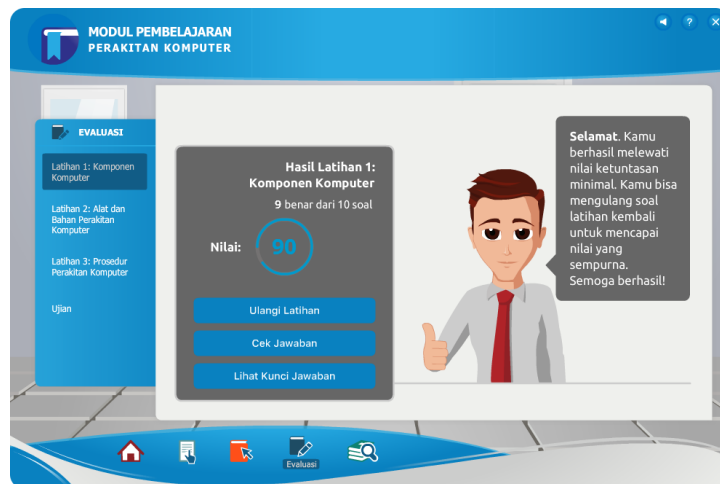 MODUL PEMBELAJARAN
PERAKITAN KOMPUTER
?
EVALUASI
Latihan 1: Komponen
Komputer
Latihan 2: Alat dan
Bahan Perakitan
Komputer
Latihan 3: Prosedur
Perakitan Komputer
Ujian
Hasil Latihan 1:
Komponen Komputer
9 benar dari 10 soal
Nilai: 90
Ulangi Latihan
Cek Jawaban
Lihat Kunci Jawaban
Selamat. Kamu
berhasil melewati
nilai ketuntasan
minimal. Kamu bisa
mengulang soal
latihan kembali
untuk mencapai
nilai yang
sempurna.
Semoga berhasil!
Evaluasi